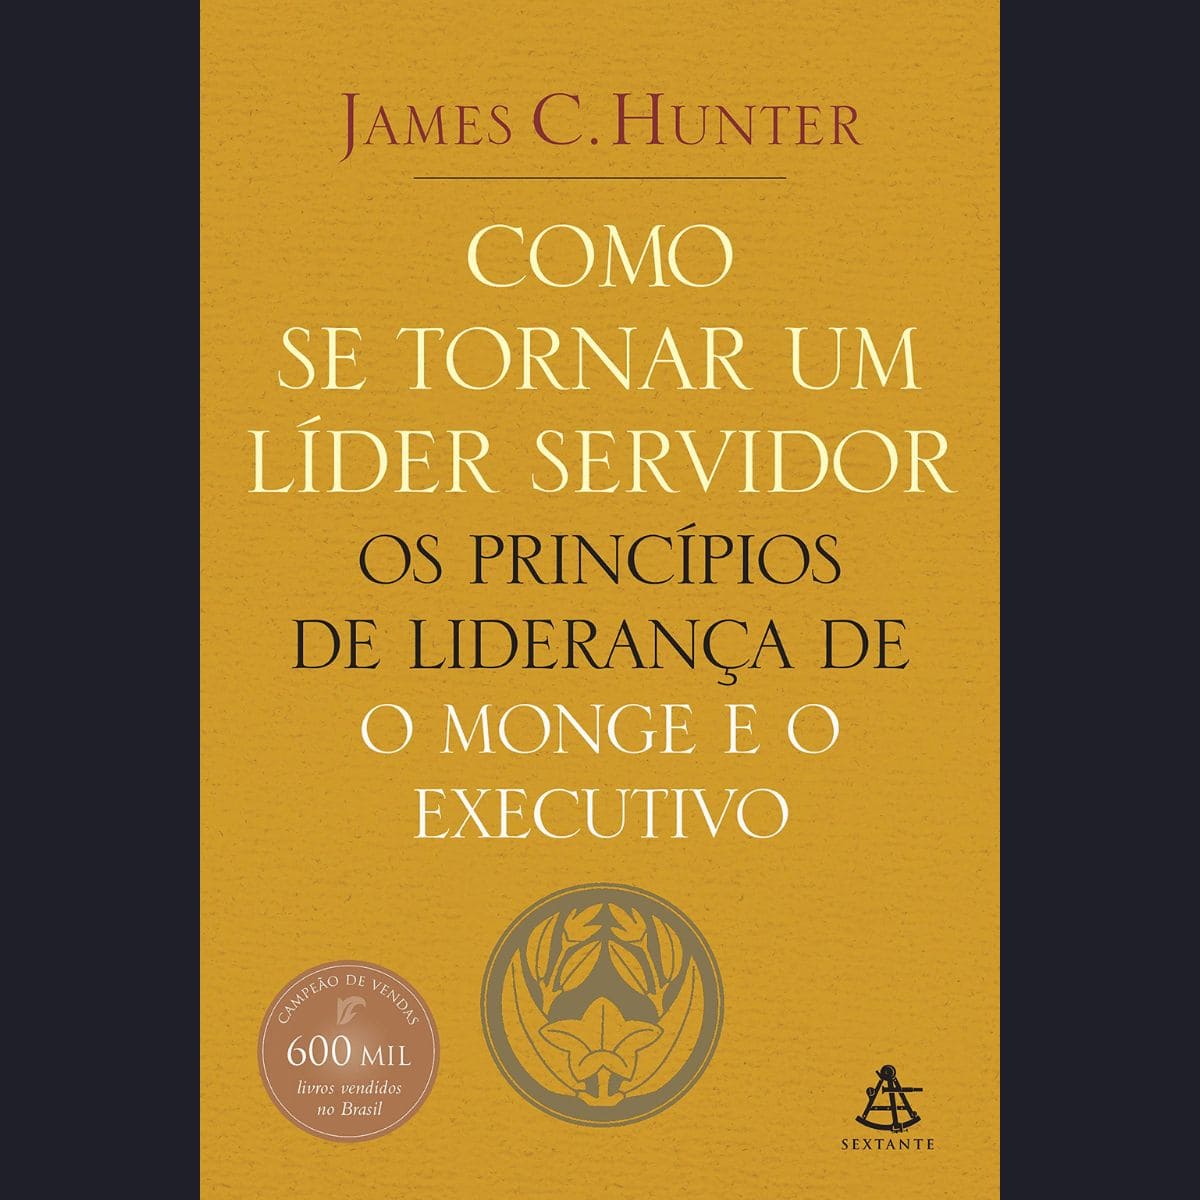 JAMES C. HUNTER
COMO
SE TORNAR UM
LÍDER SERVIDOR
OS PRINCÍPIOS
DE LIDERANÇA DE
O MONGE E O
EXECUTIVO
CAMPEÃO DE VENDAS
600 MIL
livros vendidos
no Brasil
SEXTANTE